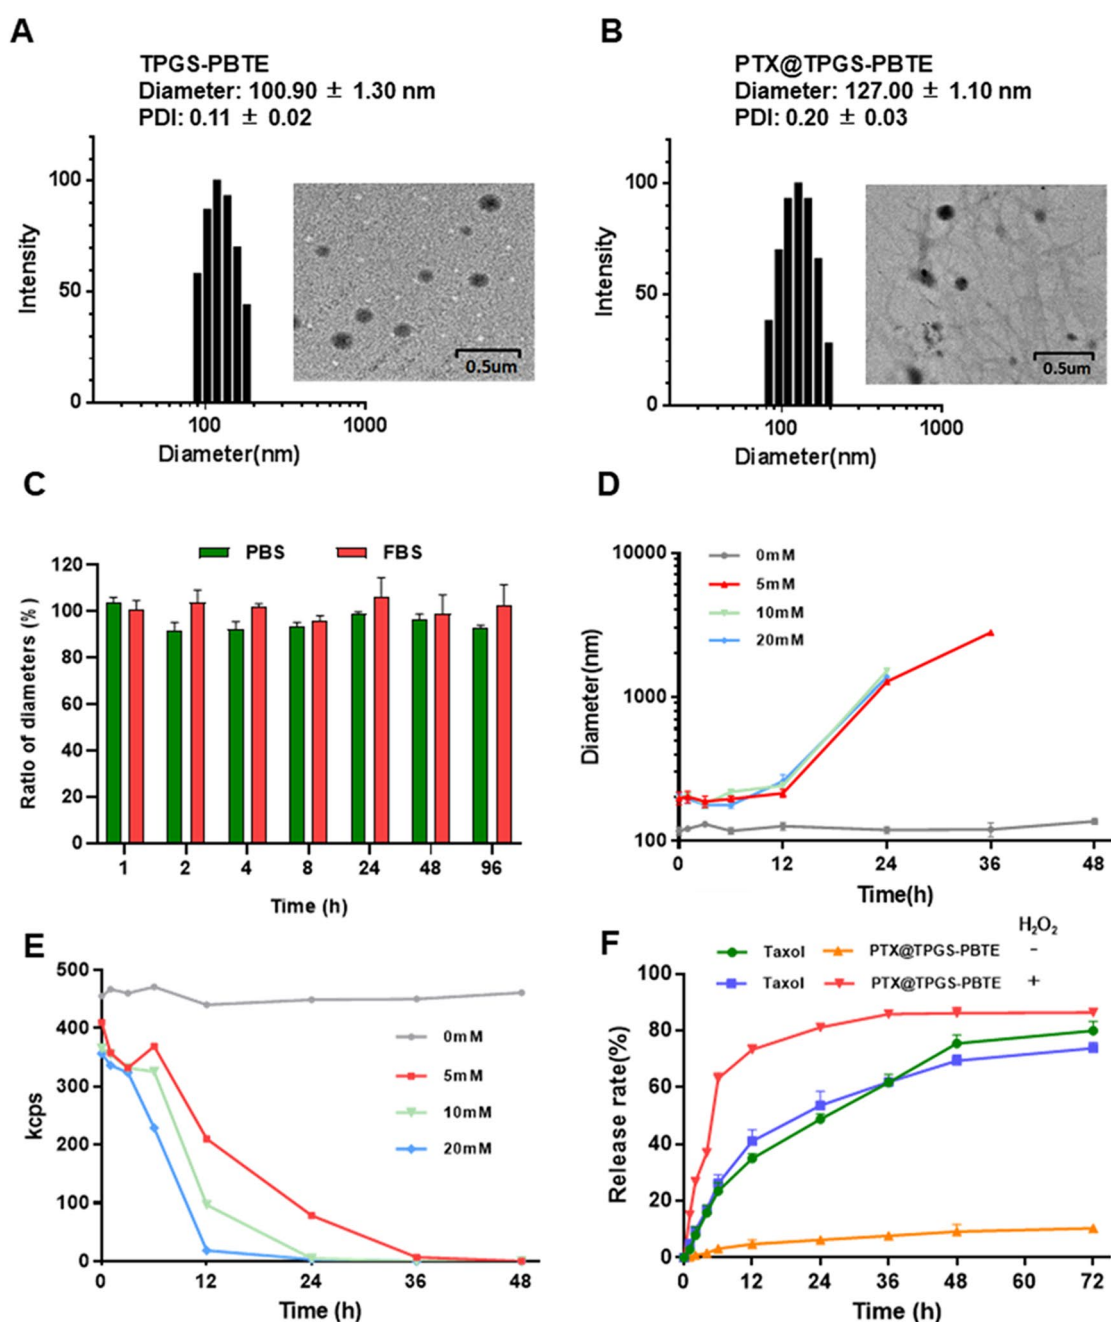 A
TPGS-PBTE
Diameter: 100.90 ± 1.30 nm
PDI: 0.11 ± 0.02
100
50
0
Intensity
0.5um
100
1000
Diameter(nm)
B
PTX@TPGS-PBTE
Diameter: 127.00 ± 1.10 nm
PDI: 0.20 ± 0.03
100
50
0
Intensity
0.5um
100
1000
Diameter(nm)
C
PBS
FBS
120
100
80
60
40
20
0
Ratio of diameters (%)
1 2 4 8 24 48 96
Time (h)
D
0mM
5mM
10mM
20mM
10000
1000
100
Diameter(nm)
0 12 24 36 48
Time(h)
E
500
400
300
200
100
0
kcps
0mM
5mM
10mM
20mM
0 12 24 36 48
Time (h)
F
H₂O₂
Taxol PTX@TPGS-PBTE -
Taxol PTX@TPGS-PBTE +
100
80
60
40
20
0
Release rate(%)
0 12 24 36 48 60 72
Time (h)